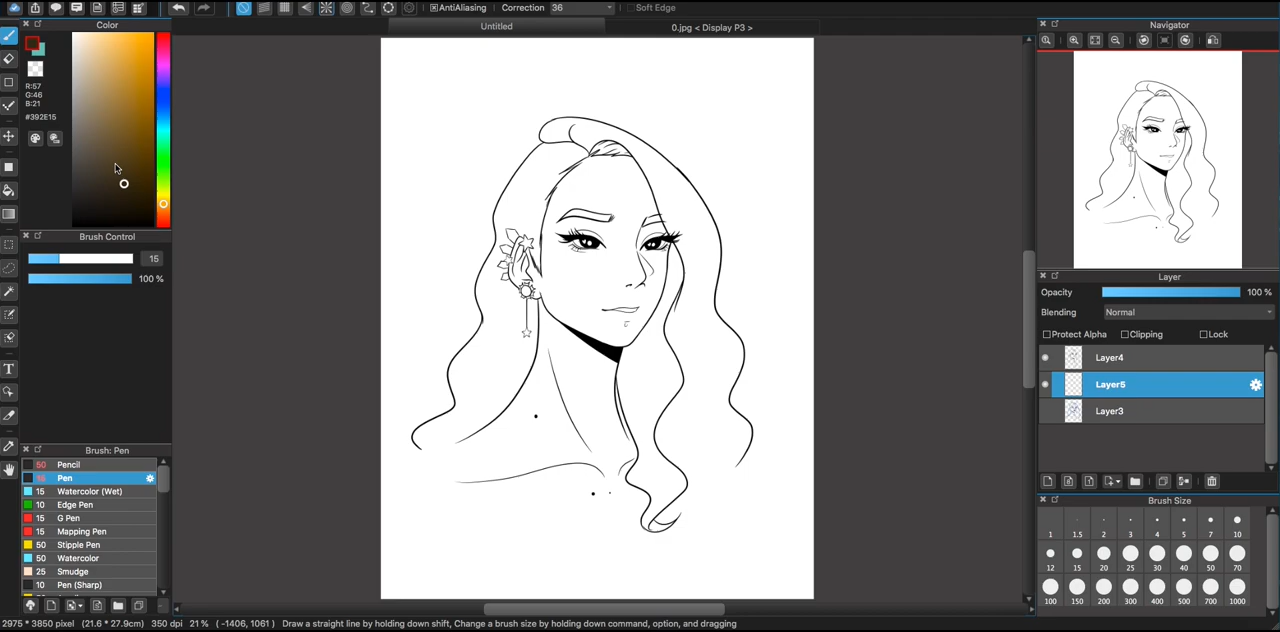 AntiAliasing Correction 36 Soft Edge
Untitled
0.jpg < Display P3 >
Color
R:57
G:46
B:21
#392E15
Brush Control
15
100 %
Brush: Pen
50 Pencil
Pen
15 Watercolor (Wet)
10 Edge Pen
15 G Pen
15 Mapping Pen
50 Stipple Pen
50 Watercolor
25 Smudge
10 Pen (Sharp)
Navigator
Layer
Opacity 100 %
Blending Normal
Protect Alpha Clipping Lock
Layer4
Layer5
Layer3
Brush Size
1 1.5 2 3 4 5 7 10
12 15 20 25 30 40 50 70
100 150 200 300 400 500 700 1000
2975 * 3850 pixel (21.6 * 27.9cm) 350 dpi 21 % ( -1406, 1061 ) Draw a straight line by holding down shift, Change a brush size by holding down command, option, and dragging